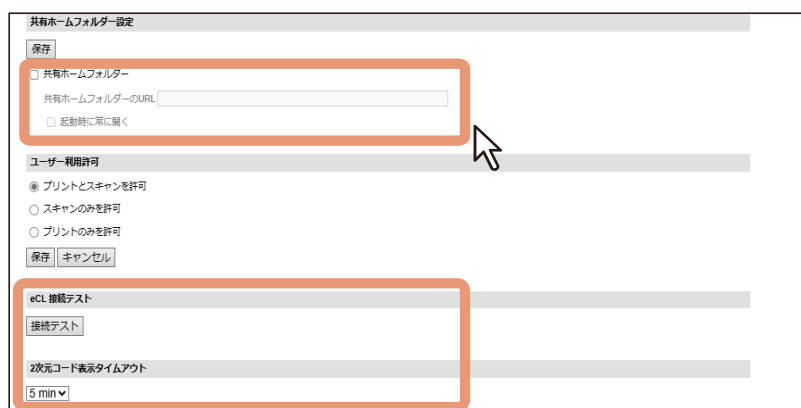 共有ホームフォルダー設定
保存
共有ホームフォルダー
共有ホームフォルダーのURL
起動時に常に開く
ユーザー利用許可
プリントとスキャンを許可
スキャンのみを許可
プリントのみを許可
保存 キャンセル
eCL 接続テスト
接続テスト
2次元コード表示タイムアウト
5 min